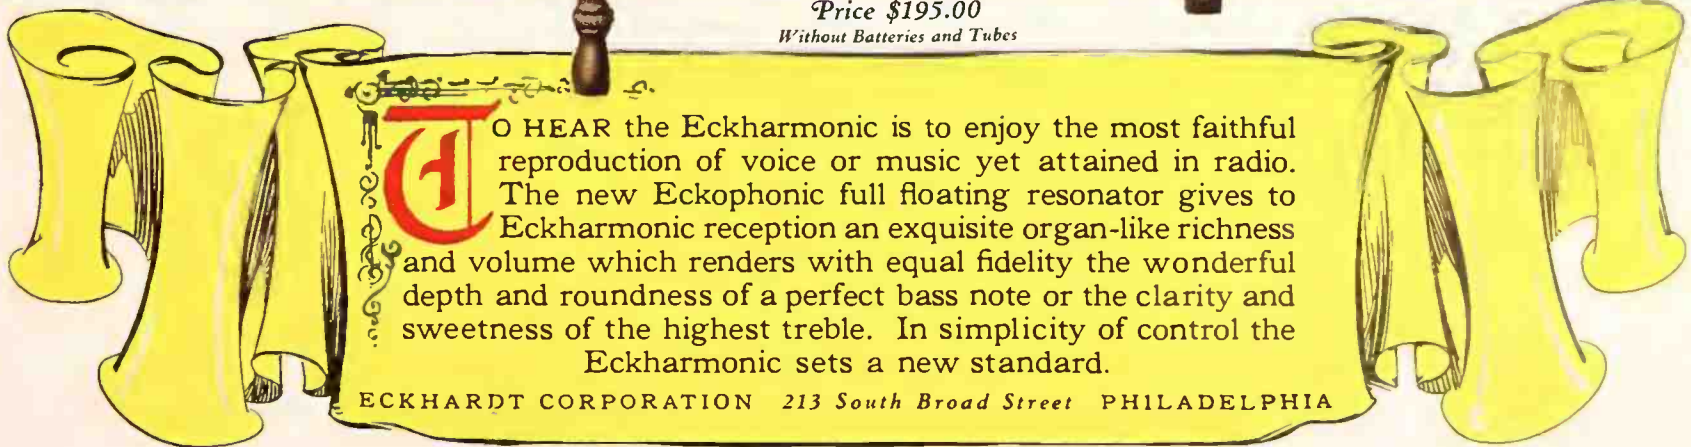 Price $195.00
Without Batteries and Tubes
TO HEAR the Eckharmonic is to enjoy the most faithful
reproduction of voice or music yet attained in radio.
The new Eckophonic full floating resonator gives to
Eckharmonic reception an exquisite organ-like richness
and volume which renders with equal fidelity the wonderful
depth and roundness of a perfect bass note or the clarity and
sweetness of the highest treble. In simplicity of control the
Eckharmonic sets a new standard.
ECKHARDT CORPORATION 213 South Broad Street PHILADELPHIA